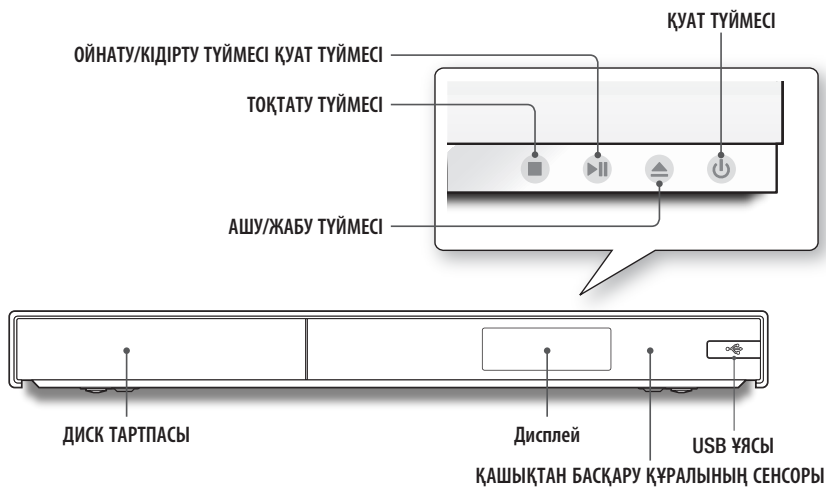 ҚУАТ ТҮЙМЕСІ
ОЙНАТУ/КІДІРТУ ТҮЙМЕСІ ҚУАТ ТҮЙМЕСІ
ТОҚТАТУ ТҮЙМЕСІ
АШУ/ЖАБУ ТҮЙМЕСІ
ДИСК ТАРТПАСЫ
Дисплей
USB ҰЯСЫ
ҚАШЫҚТАН БАСҚАРУ ҚҰРАЛЫНЫҢ СЕНСОРЫ